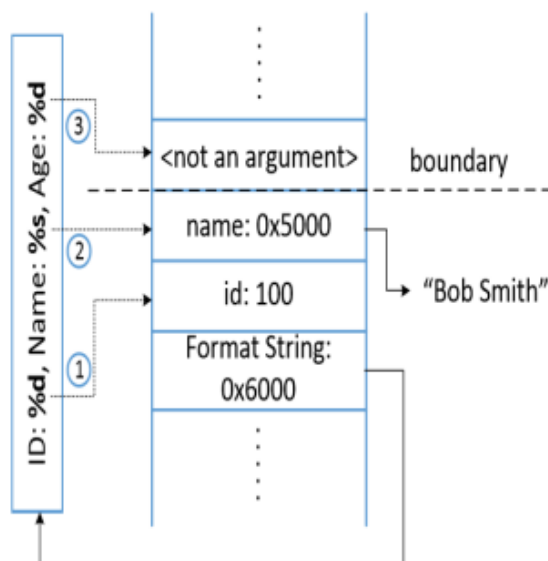 ID: %d, Name: %s, Age: %d
3
<not an argument>
boundary
2
name: 0x5000
id: 100
"Bob Smith"
1
Format String:
0x6000